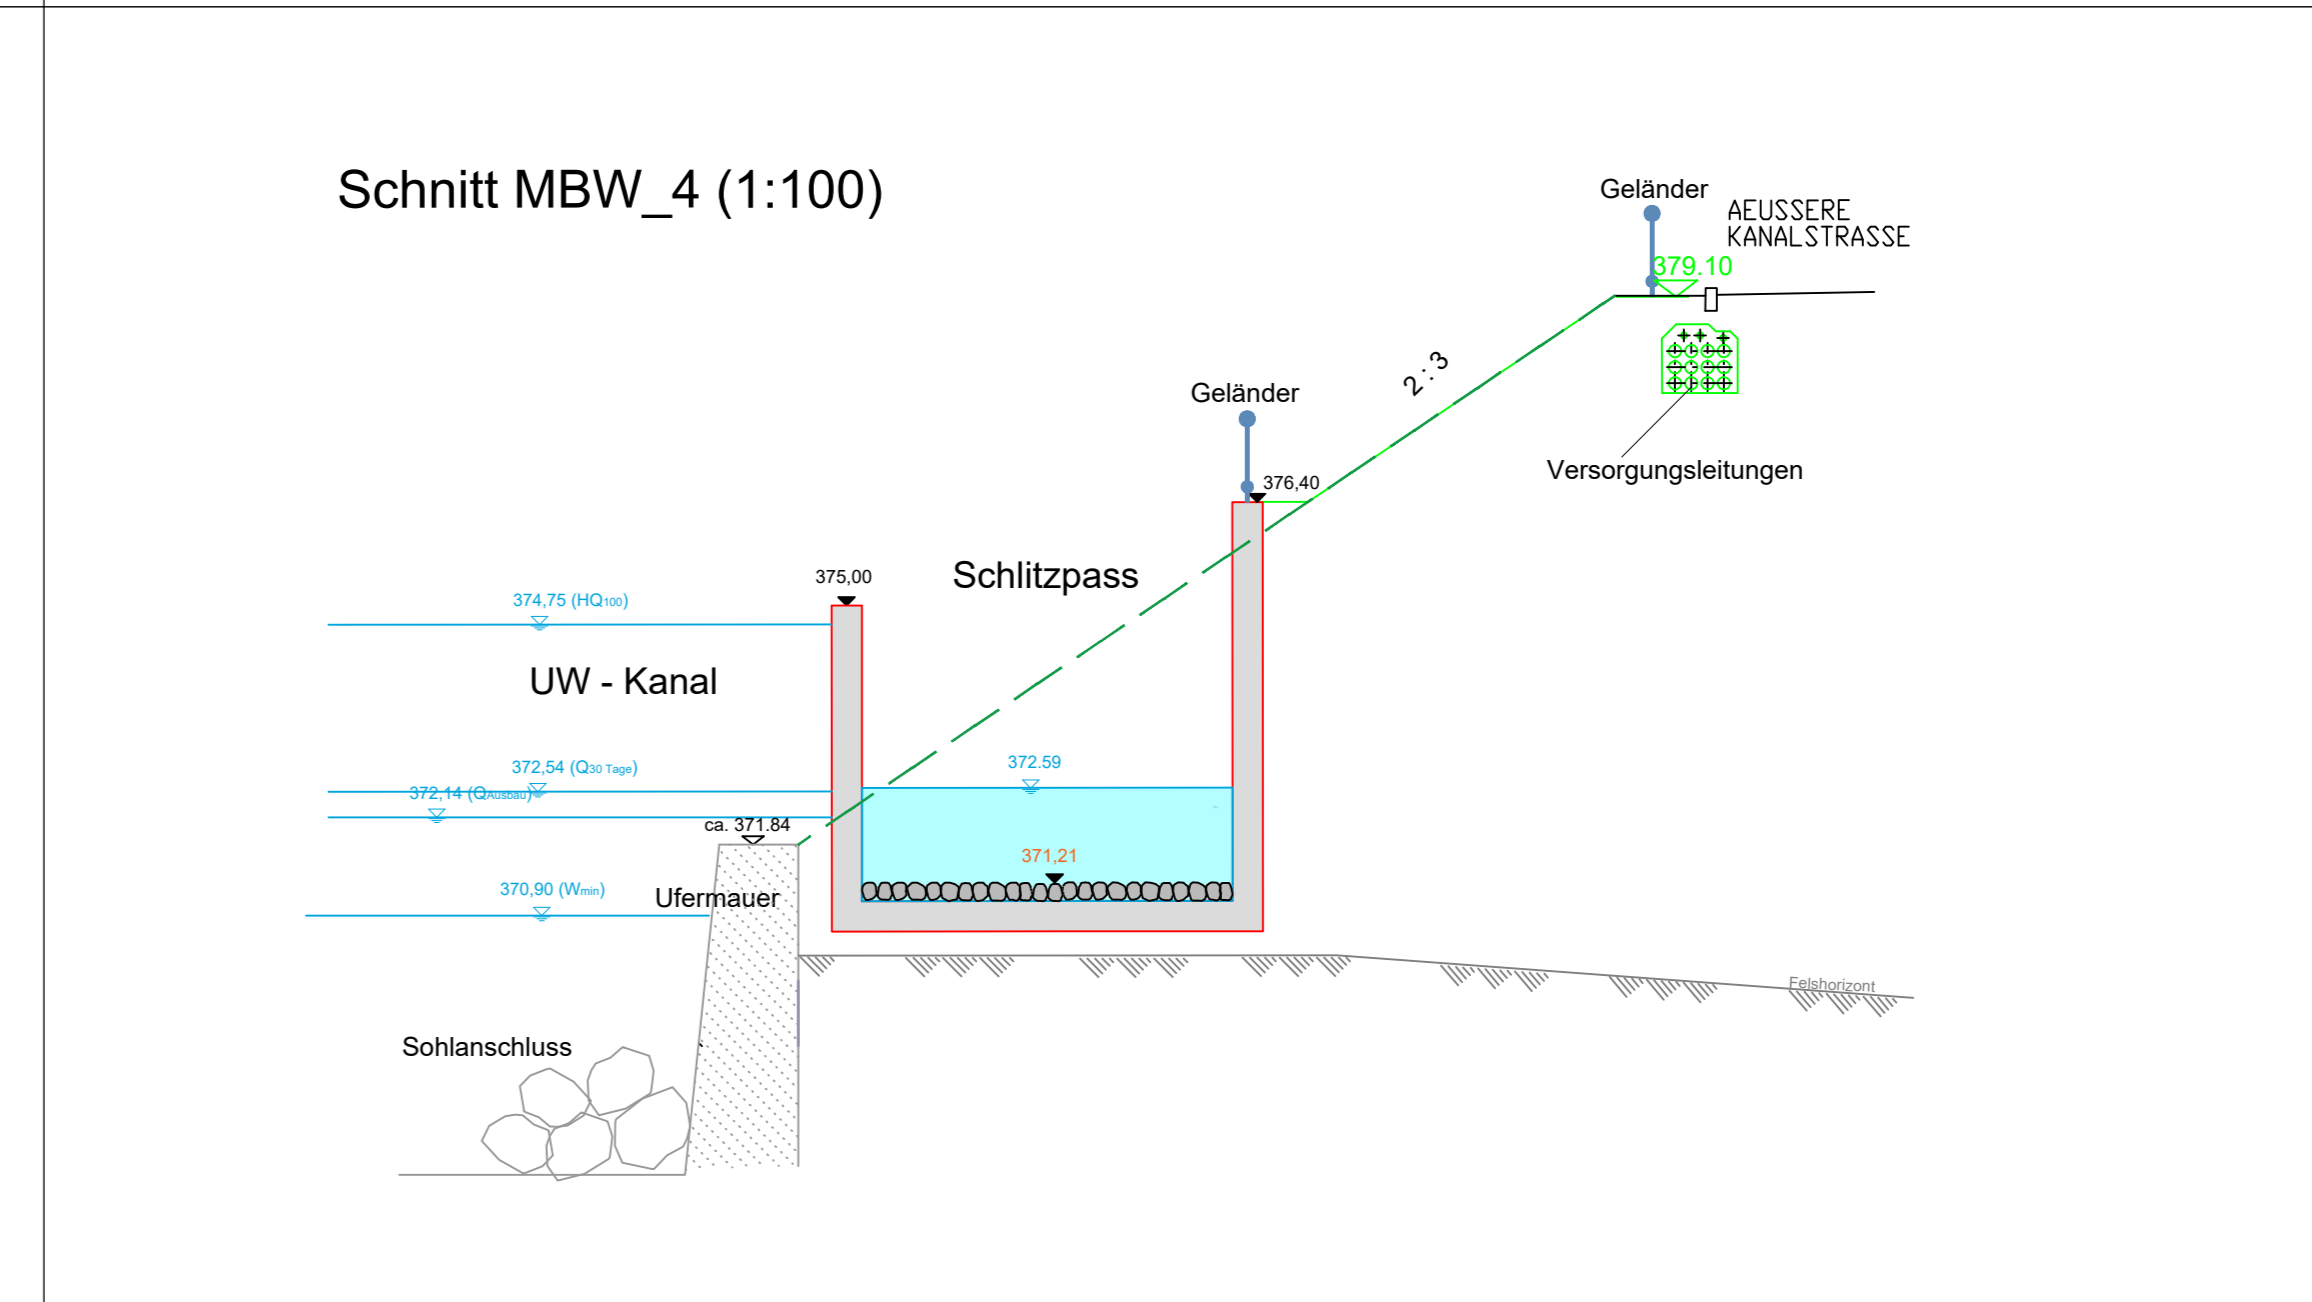 Schnitt MBW_4 (1:100)
Geländer
AEUSSERE
KANALSTRASSE
379.10
2 : 3
Geländer
Versorgungsleitungen
376,40
Schlitzpass
375,00
374,75 (HQ100)
UW - Kanal
372,54 (Q30 Tage)
372.59
372,14 (QAusbau)
ca. 371.84
371,21
370,90 (Wmin)
Ufermauer
Felshorizont
Sohlanschluss